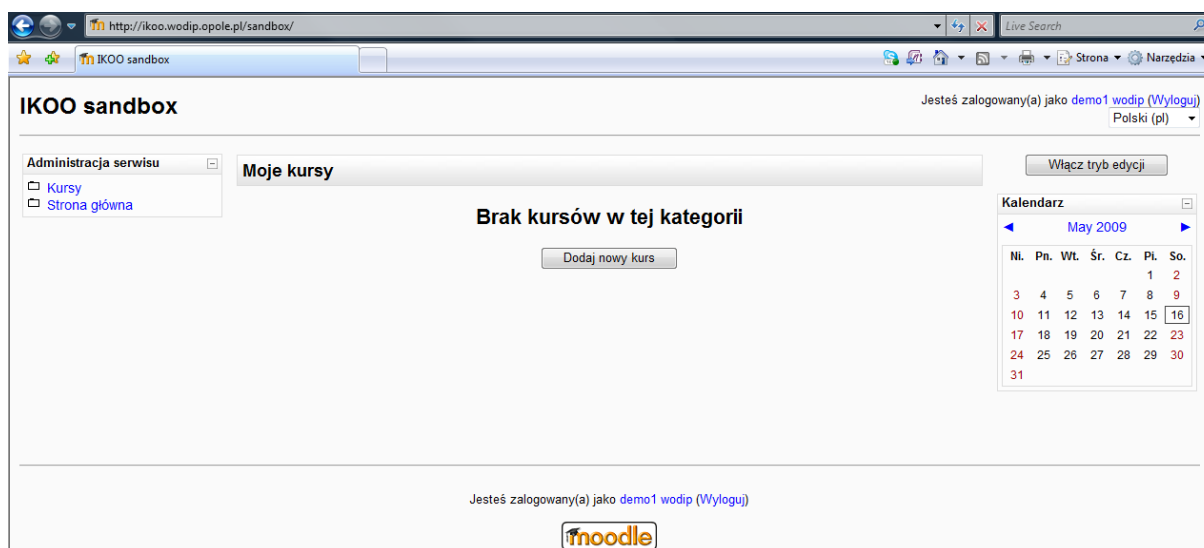 http://ikoo.wodip.opole.pl/sandbox/
Live Search
IKOO sandbox
Strona
Narzędzia
IKOO sandbox
Jesteś zalogowany(a) jako demo1 wodip (Wyloguj)
Polski (pl)
Administracja serwisu
Kursy
Strona główna
Moje kursy
Brak kursów w tej kategorii
Dodaj nowy kurs
Włącz tryb edycji
Kalendarz
May 2009
Ni. Pn. Wt. Śr. Cz. Pi. So.
1 2
3 4 5 6 7 8 9
10 11 12 13 14 15 16
17 18 19 20 21 22 23
24 25 26 27 28 29 30
31
Jesteś zalogowany(a) jako demo1 wodip (Wyloguj)
moodle